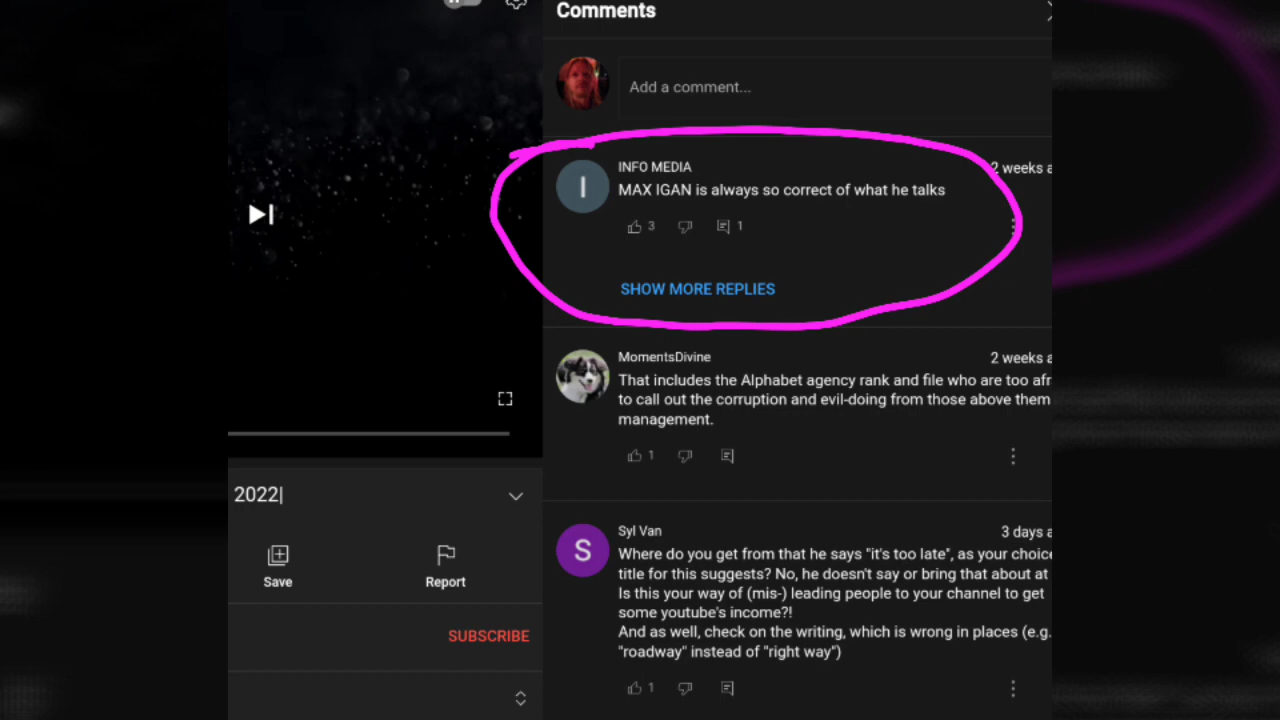 Comments
Add a comment...
INFO MEDIA
2 weeks a
MAX IGAN is always so correct of what he talks
3
1
SHOW MORE REPLIES
MomentsDivine
2 weeks a
That includes the Alphabet agency rank and file who are too afr
to call out the corruption and evil-doing from those above them
management.
1
2022|
Save
Report
SUBSCRIBE
S
Syl Van
3 days a
Where do you get from that he says "it's too late", as your choice
title for this suggests? No, he doesn't say or bring that about at
Is this your way of (mis-) leading people to your channel to get
some youtube's income?!
And as well, check on the writing, which is wrong in places (e.g.
"roadway" instead of "right way")
1